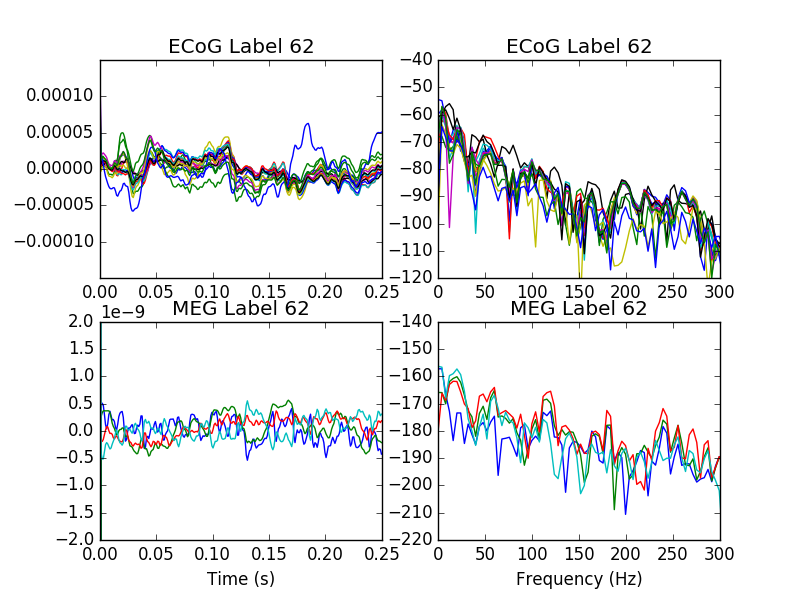 ECoG Label 62
ECoG Label 62
0.00010
0.00005
0.00000
−0.00005
−0.00010
0.00 0.05 0.10 0.15 0.20 0.25
−40
−50
−60
−70
−80
−90
−100
−110
−120
0 50 100 150 200 250 300
MEG Label 62
1e−9
2.0
1.5
1.0
0.5
0.0
−0.5
−1.0
−1.5
−2.0
0.00 0.05 0.10 0.15 0.20 0.25
Time (s)
MEG Label 62
−140
−150
−160
−170
−180
−190
−200
−210
−220
0 50 100 150 200 250 300
Frequency (Hz)